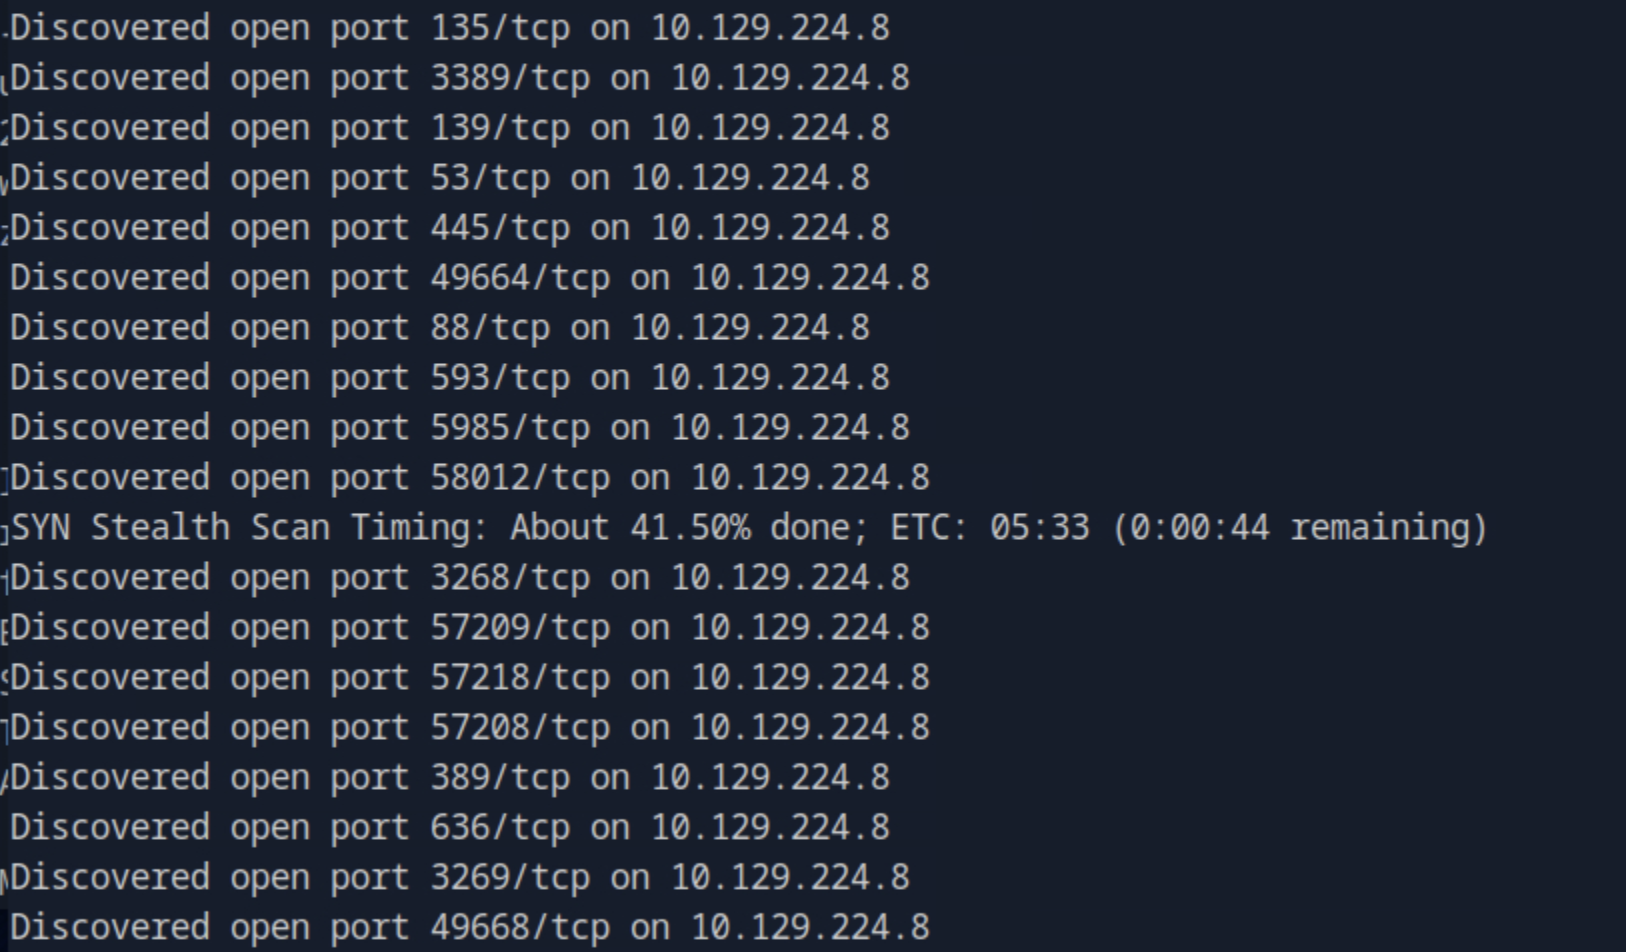 Discovered open port 135/tcp on 10.129.224.8
Discovered open port 3389/tcp on 10.129.224.8
Discovered open port 139/tcp on 10.129.224.8
Discovered open port 53/tcp on 10.129.224.8
Discovered open port 445/tcp on 10.129.224.8
Discovered open port 49664/tcp on 10.129.224.8
Discovered open port 88/tcp on 10.129.224.8
Discovered open port 593/tcp on 10.129.224.8
Discovered open port 5985/tcp on 10.129.224.8
Discovered open port 58012/tcp on 10.129.224.8
SYN Stealth Scan Timing: About 41.50% done; ETC: 05:33 (0:00:44 remaining)
Discovered open port 3268/tcp on 10.129.224.8
Discovered open port 57209/tcp on 10.129.224.8
Discovered open port 57218/tcp on 10.129.224.8
Discovered open port 57208/tcp on 10.129.224.8
Discovered open port 389/tcp on 10.129.224.8
Discovered open port 636/tcp on 10.129.224.8
Discovered open port 3269/tcp on 10.129.224.8
Discovered open port 49668/tcp on 10.129.224.8